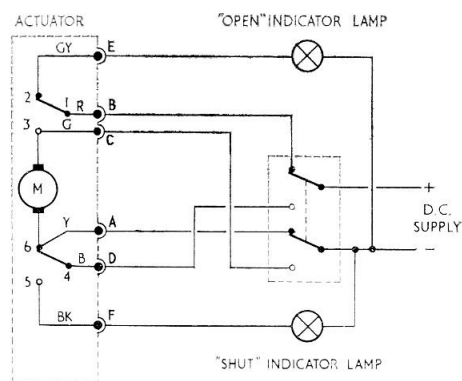 ACTUATOR
"OPEN" INDICATOR LAMP
GY
E
2
1
R
B
3
G
C
M
+
D.C.
SUPPLY
–
Y
A
6
B
D
4
5
BK
F
"SHUT" INDICATOR LAMP